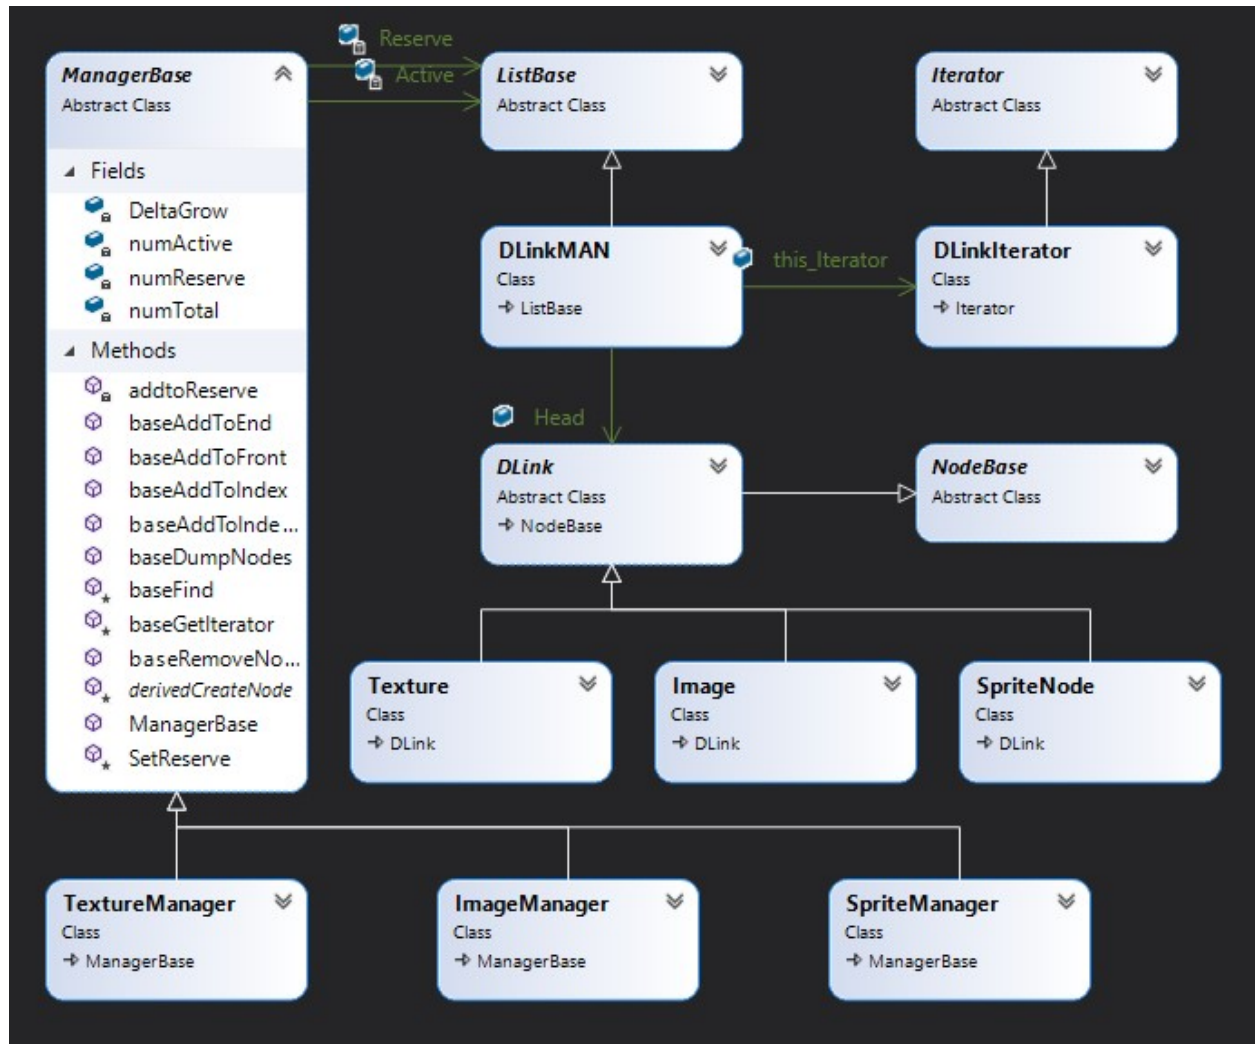 Reserve
Active
ManagerBase
Abstract Class
Fields
DeltaGrow
numActive
numReserve
numTotal
Methods
addtoReserve
baseAddToEnd
baseAddToFront
baseAddToIndex
baseAddToInde...
baseDumpNodes
baseFind
baseGetIterator
baseRemoveNo...
derivedCreateNode
ManagerBase
SetReserve
ListBase
Abstract Class
Iterator
Abstract Class
DLinkMAN
Class
ListBase
this_Iterator
DLinkIterator
Class
Iterator
Head
DLink
Abstract Class
NodeBase
NodeBase
Abstract Class
Texture
Class
DLink
Image
Class
DLink
SpriteNode
Class
DLink
TextureManager
Class
ManagerBase
ImageManager
Class
ManagerBase
SpriteManager
Class
ManagerBase